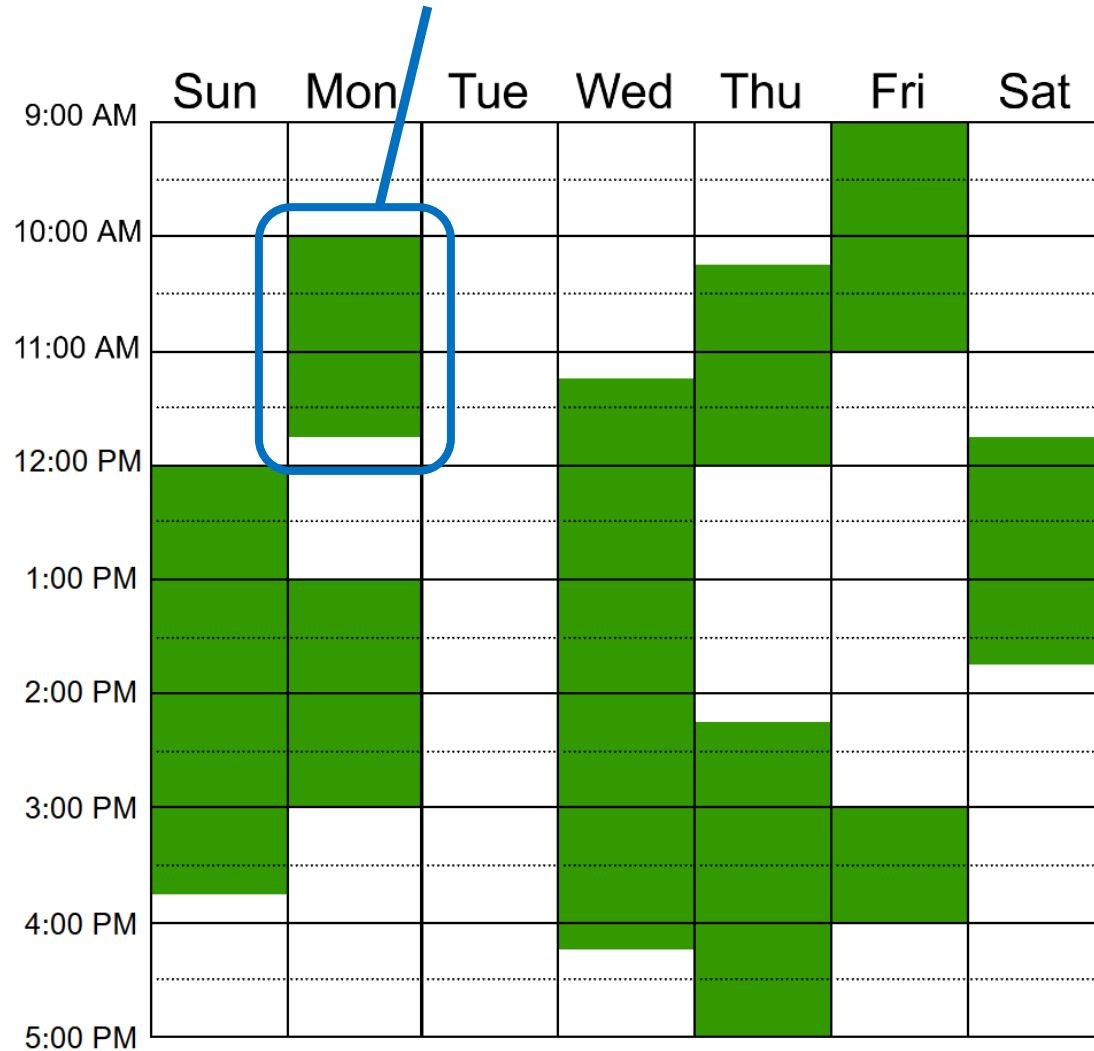 Sun Mon Tue Wed Thu Fri Sat
9:00 AM
10:00 AM
11:00 AM
12:00 PM
1:00 PM
2:00 PM
3:00 PM
4:00 PM
5:00 PM